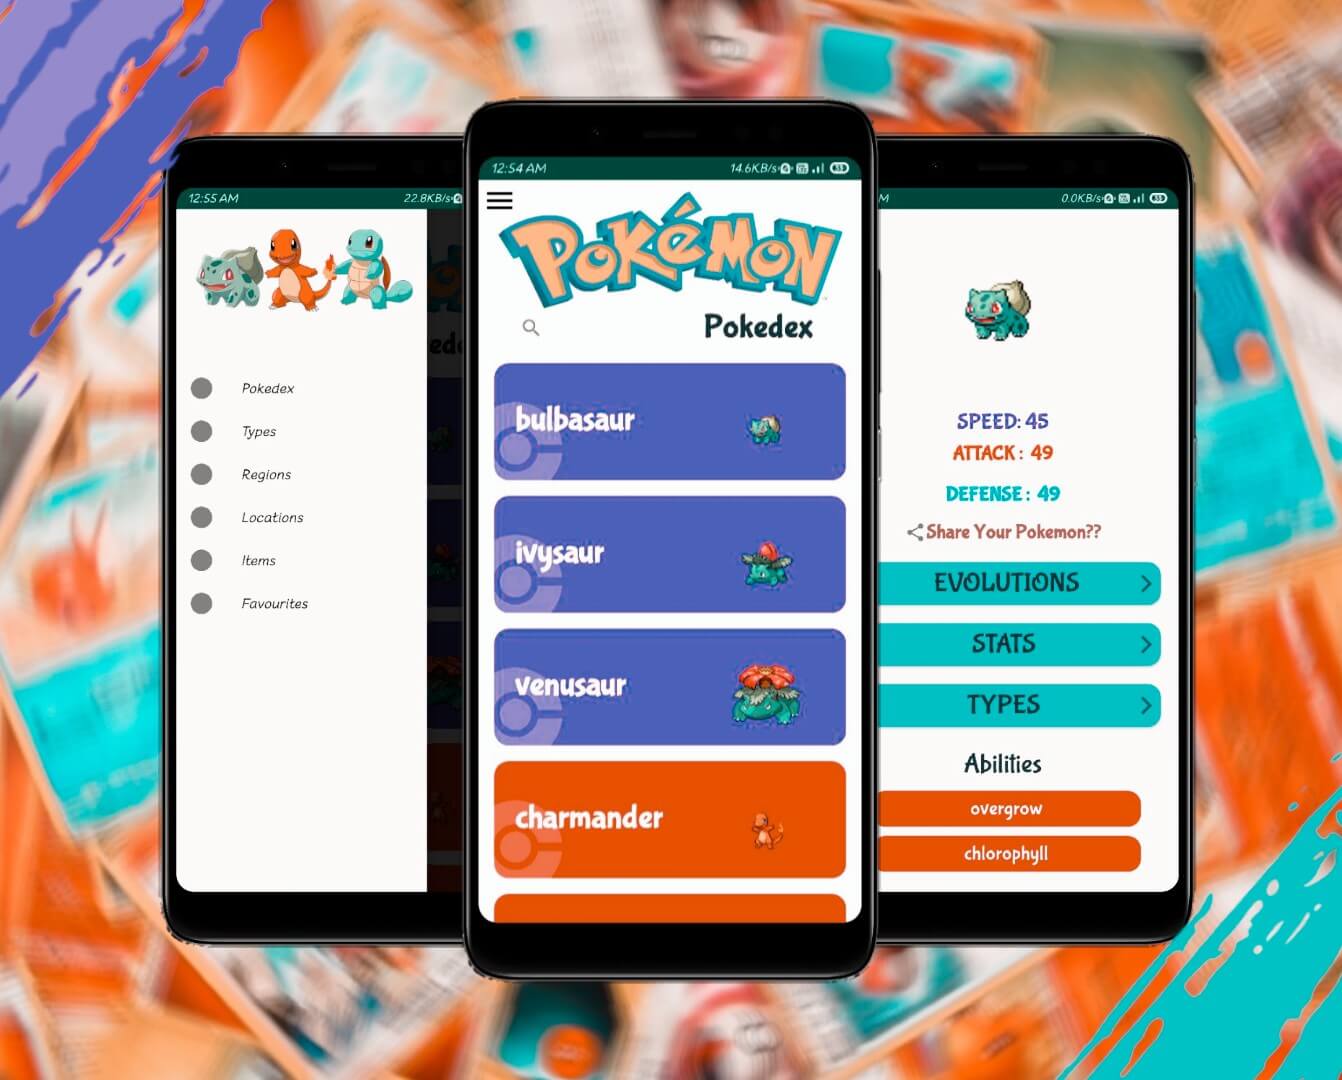 12:55 AM
22.8KB/s
Pokedex
Types
Regions
Locations
Items
Favourites
12:54 AM
14.6KB/s
33
POKéMON
Pokedex
bulbasaur
ivysaur
venusaur
charmander
M
0.0KB/s
33
SPEED: 45
ATTACK : 49
DEFENSE : 49
Share Your Pokemon??
EVOLUTIONS
STATS
TYPES
Abilities
overgrow
chlorophyll